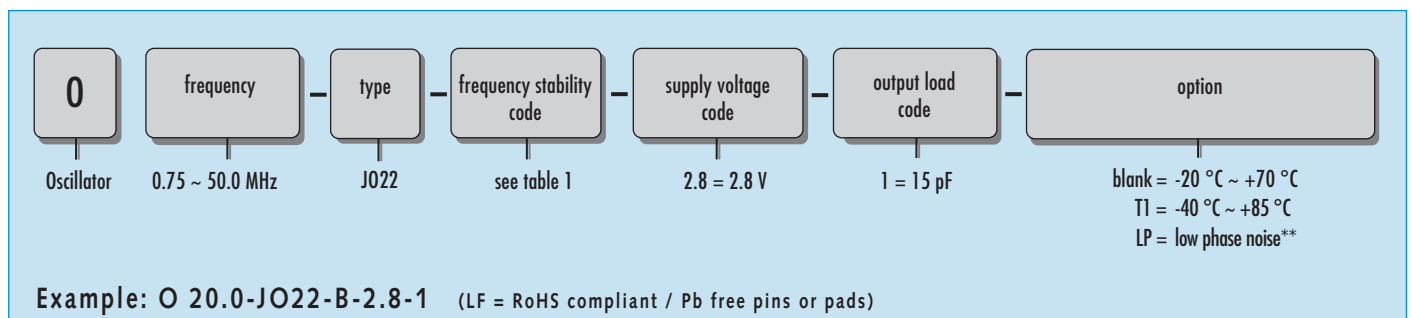 O
frequency
–
type
–
frequency stability
code
–
supply voltage
code
–
output load
code
–
option
Oscillator
0.75 ~ 50.0 MHz
JO22
see table 1
2.8 = 2.8 V
1 = 15 pF
blank = -20 °C ~ +70 °C
T1 = -40 °C ~ +85 °C
LP = low phase noise**
Example: O 20.0-JO22-B-2.8-1 (LF = RoHS compliant / Pb free pins or pads)